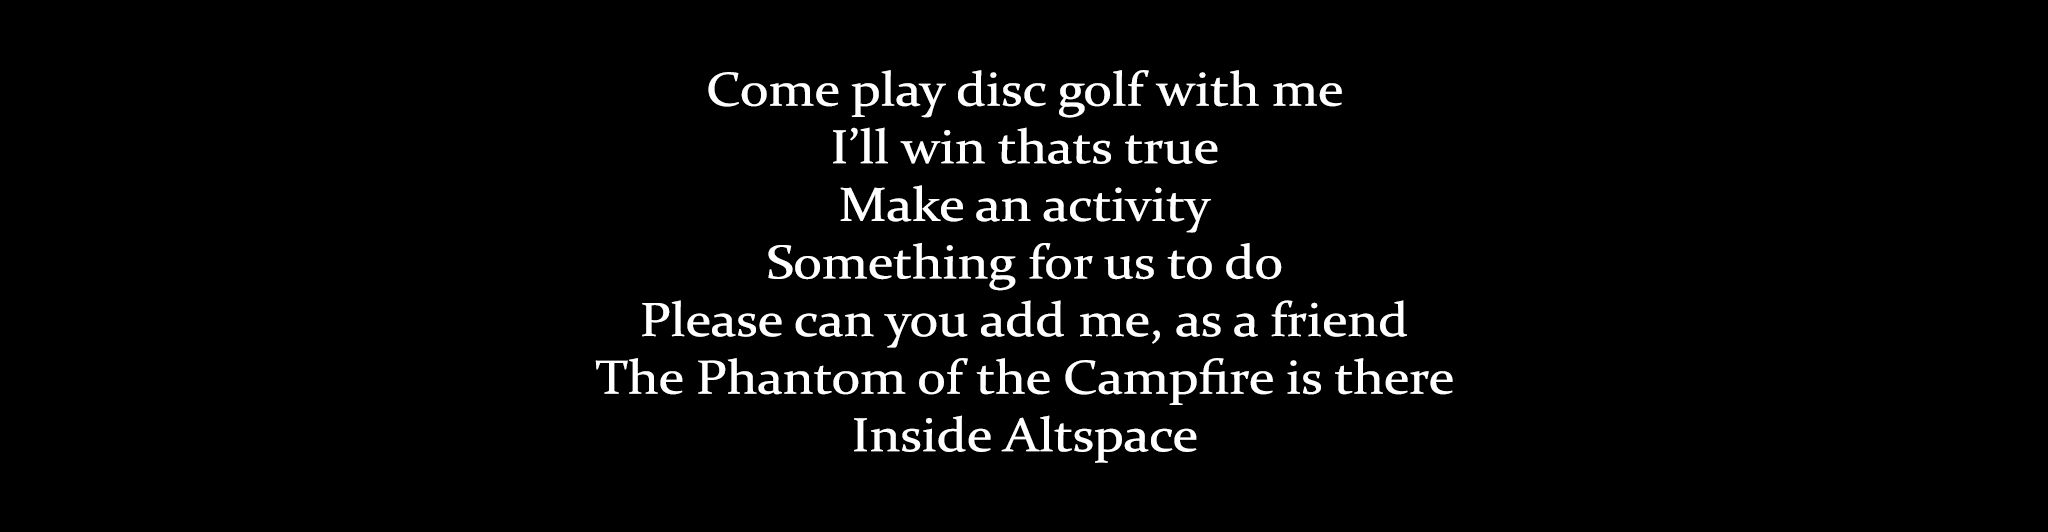 Come play disc golf with me
I’ll win thats true
Make an activity
Something for us to do
Please can you add me, as a friend
The Phantom of the Campfire is there
Inside Altspace